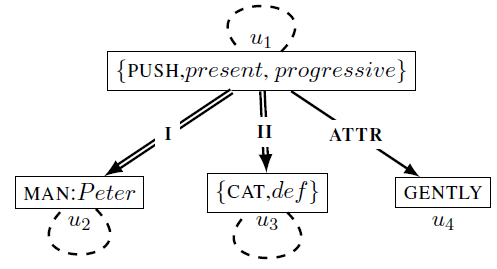 u1
{PUSH,present, progressive}
I
II
ATTR
MAN:Peter
{CAT,def}
GENTLY
u2
u3
u4